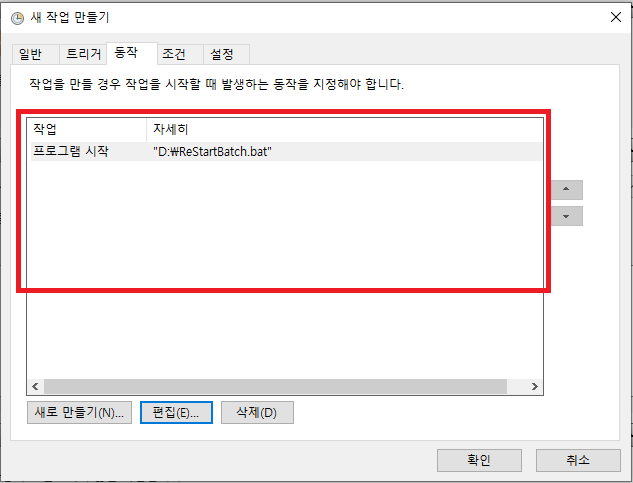 새 작업 만들기
일반 트리거 동작 조건 설정
작업을 만들 경우 작업을 시작할 때 발생하는 동작을 지정해야 합니다.
작업 자세히
프로그램 시작 "D:₩ReStartBatch.bat"
새로 만들기(N)... 편집(E)... 삭제(D)
확인 취소